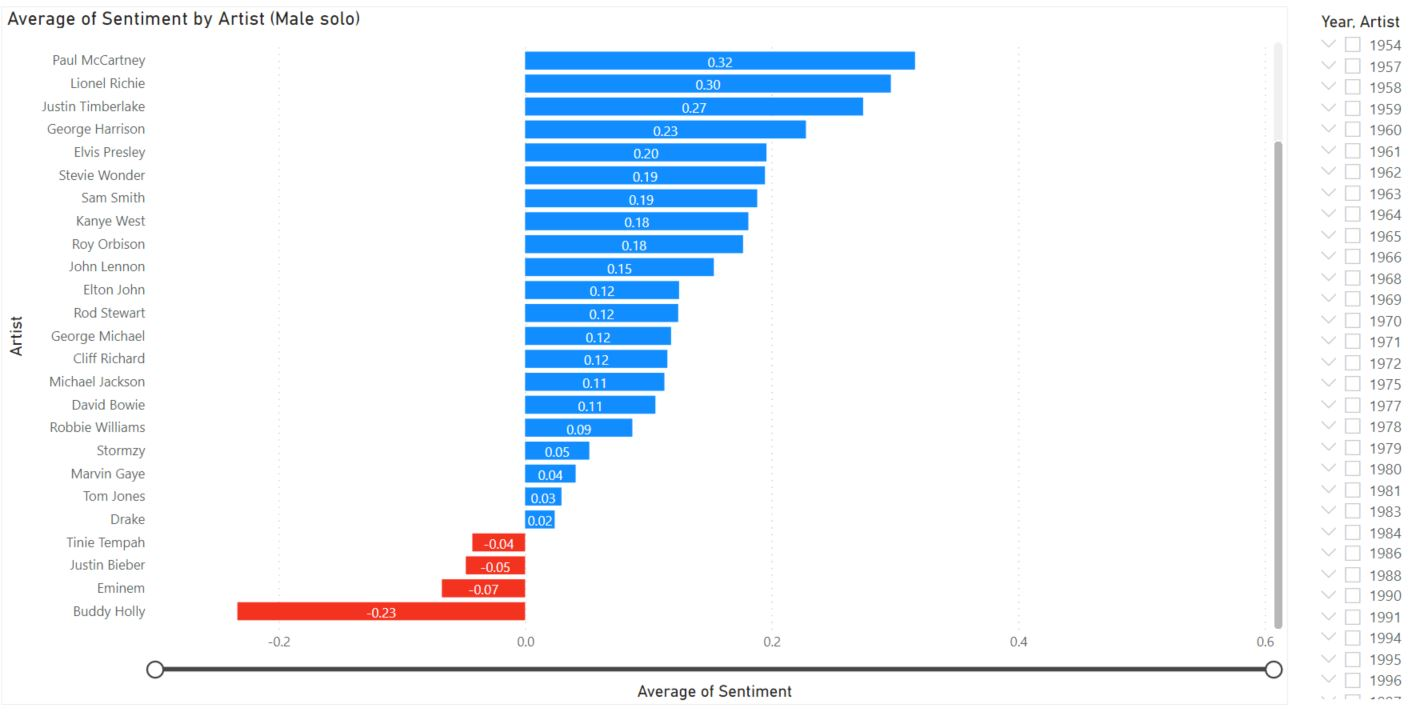 Average of Sentiment by Artist (Male solo)
Artist
Paul McCartney 0.32
Lionel Richie 0.30
Justin Timberlake 0.27
George Harrison 0.23
Elvis Presley 0.20
Stevie Wonder 0.19
Sam Smith 0.19
Kanye West 0.18
Roy Orbison 0.18
John Lennon 0.15
Elton John 0.12
Rod Stewart 0.12
George Michael 0.12
Cliff Richard 0.12
Michael Jackson 0.11
David Bowie 0.11
Robbie Williams 0.09
Stormzy 0.05
Marvin Gaye 0.04
Tom Jones 0.03
Drake 0.02
Tinie Tempah -0.04
Justin Bieber -0.05
Eminem -0.07
Buddy Holly -0.23
-0.2 0.0 0.2 0.4 0.6
Average of Sentiment
Year, Artist
1954
1957
1958
1959
1960
1961
1962
1963
1964
1965
1966
1968
1969
1970
1971
1972
1975
1977
1978
1979
1980
1981
1983
1984
1986
1988
1990
1991
1994
1995
1996